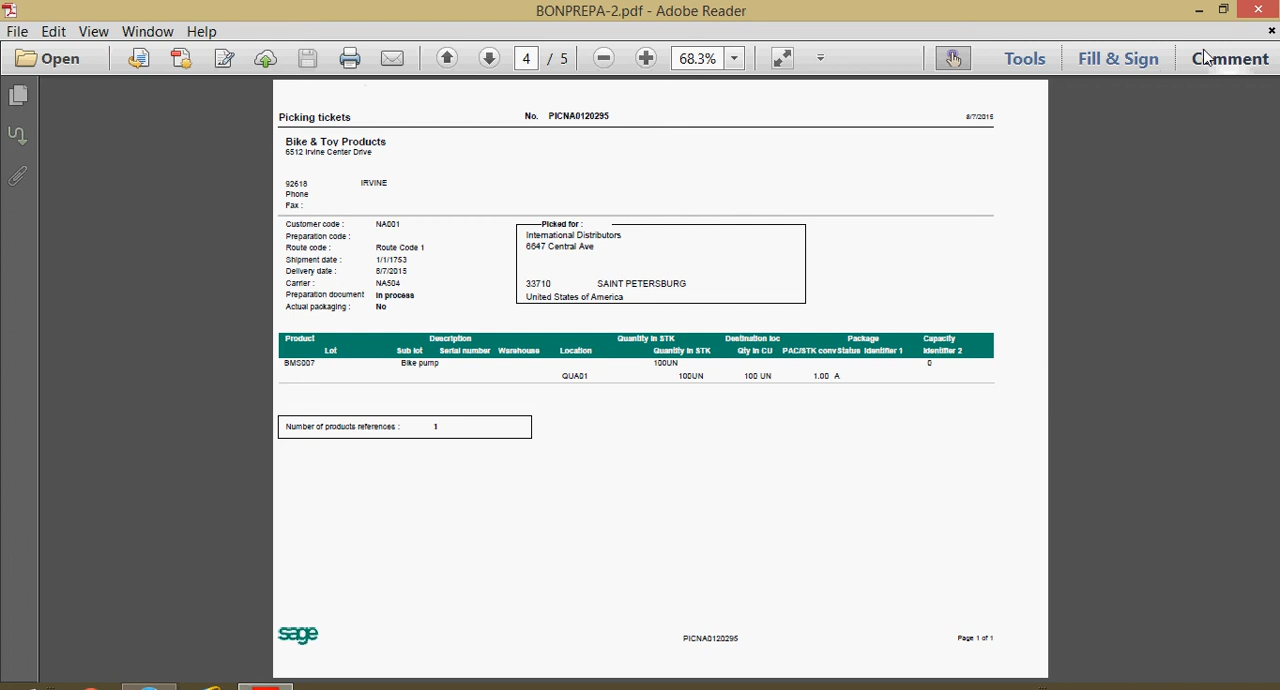 BONPREPA-2.pdf - Adobe Reader
File Edit View Window Help
Open 4 / 5 68.3% Tools Fill & Sign Comment
Picking tickets No. PICNA0120295 8/7/2015
Bike & Toy Products
6512 Irvine Center Drive
92618 IRVINE
Phone
Fax :
Customer code : NA001
Preparation code :
Route code : Route Code 1
Shipment date : 1/1/1753
Delivery date : 8/7/2015
Carrier : NA504
Preparation document In process
Actual packaging : No
Picked for :
International Distributors
6647 Central Ave
33710 SAINT PETERSBURG
United States of America
Product Description Quantity in STK Destination loc Package Capacity
Lot Sub lot Serial number Warehouse Location Quantity in STK Qty in CU PAC/STK conv Status Identifier 1 Identifier 2
BMS007 Bike pump 100UN 0
QUA01 100UN 100 UN 1.00 A
Number of products references : 1
sage PICNA0120295 Page 1 of 1